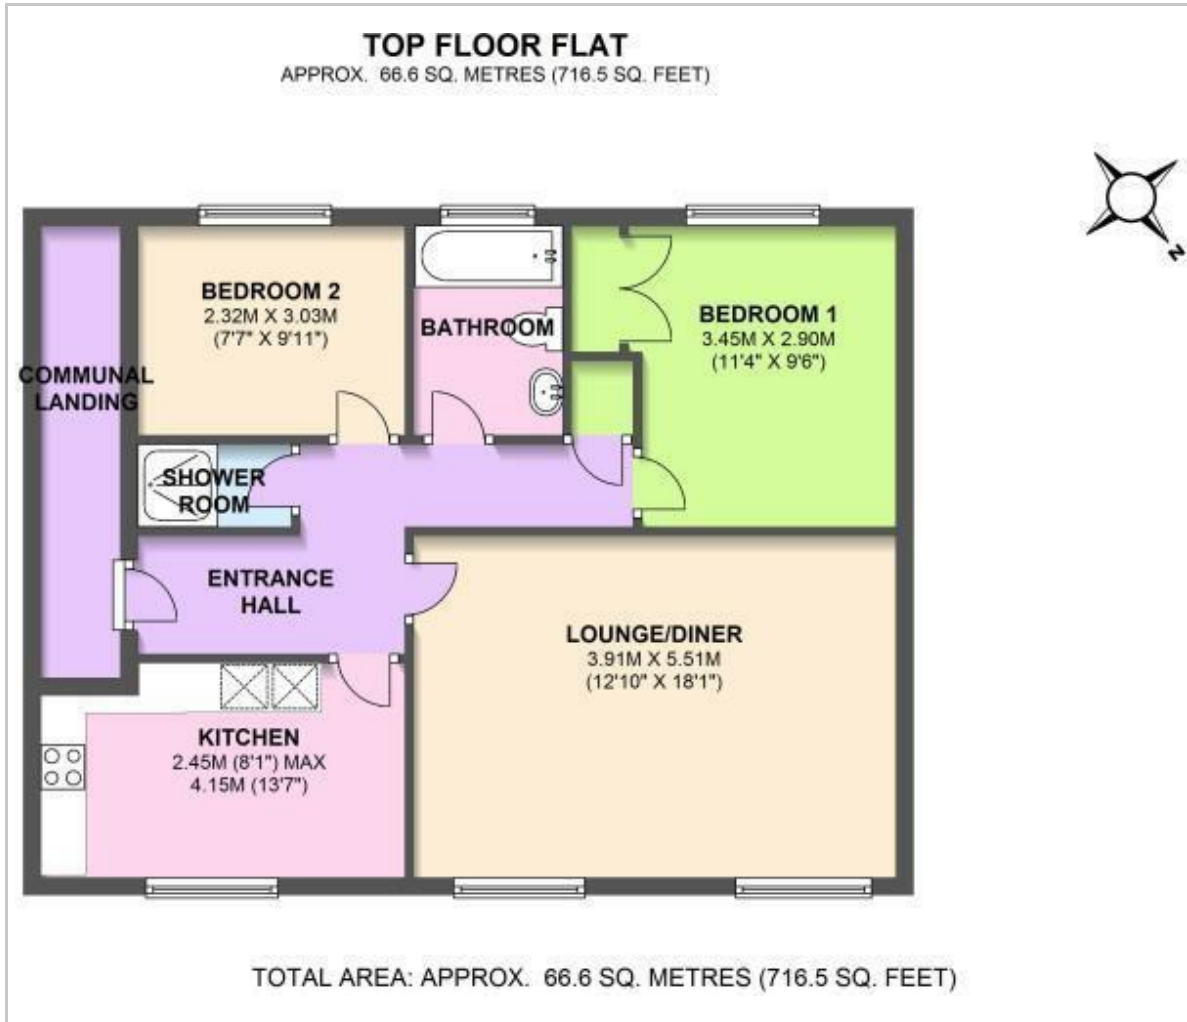 TOP FLOOR FLAT
APPROX. 66.6 SQ. METRES (716.5 SQ. FEET)
N
BEDROOM 2
2.32M X 3.03M
(7'7" X 9'11")
BATHROOM
BEDROOM 1
3.45M X 2.90M
(11'4" X 9'6")
COMMUNAL
LANDING
SHOWER
ROOM
ENTRANCE
HALL
LOUNGE/DINER
3.91M X 5.51M
(12'10" X 18'1")
KITCHEN
2.45M (8'1") MAX
4.15M (13'7")
TOTAL AREA: APPROX. 66.6 SQ. METRES (716.5 SQ. FEET)